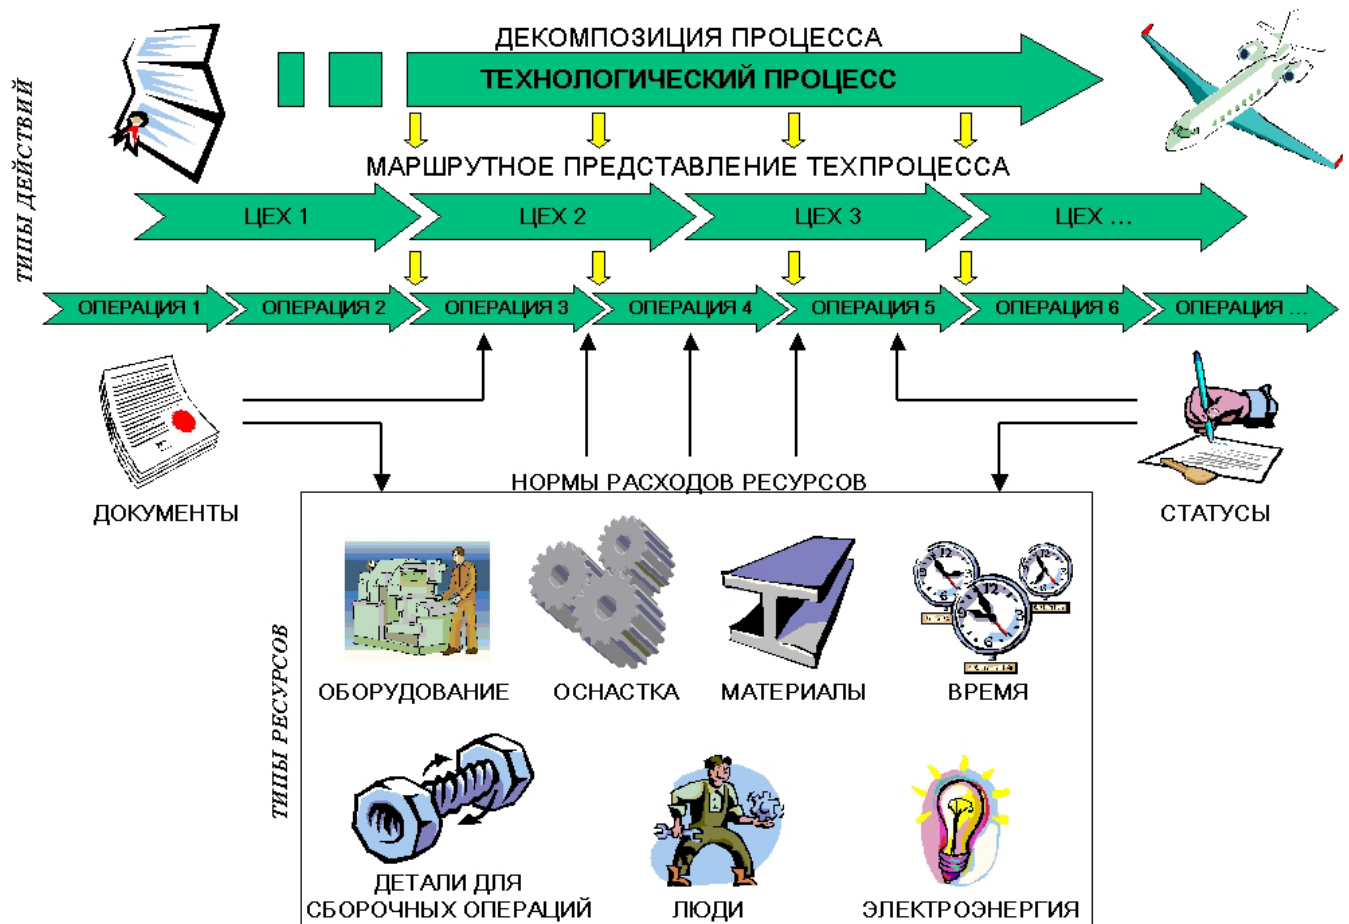 ДЕКОМПОЗИЦИЯ ПРОЦЕССА
ТЕХНОЛОГИЧЕСКИЙ ПРОЦЕСС
ТИПЫ ДЕЙСТВИЙ
МАРШРУТНОЕ ПРЕДСТАВЛЕНИЕ ТЕХПРОЦЕССА
ЦЕХ 1
ЦЕХ 2
ЦЕХ 3
ЦЕХ ...
ОПЕРАЦИЯ 1
ОПЕРАЦИЯ 2
ОПЕРАЦИЯ 3
ОПЕРАЦИЯ 4
ОПЕРАЦИЯ 5
ОПЕРАЦИЯ 6
ОПЕРАЦИЯ ...
ДОКУМЕНТЫ
НОРМЫ РАСХОДОВ РЕСУРСОВ
СТАТУСЫ
ТИПЫ РЕСУРСОВ
ОБОРУДОВАНИЕ
ОСНАСТКА
МАТЕРИАЛЫ
ВРЕМЯ
ДЕТАЛИ ДЛЯ
СБОРОЧНЫХ ОПЕРАЦИЙ
ЛЮДИ
ЭЛЕКТРОЭНЕРГИЯ